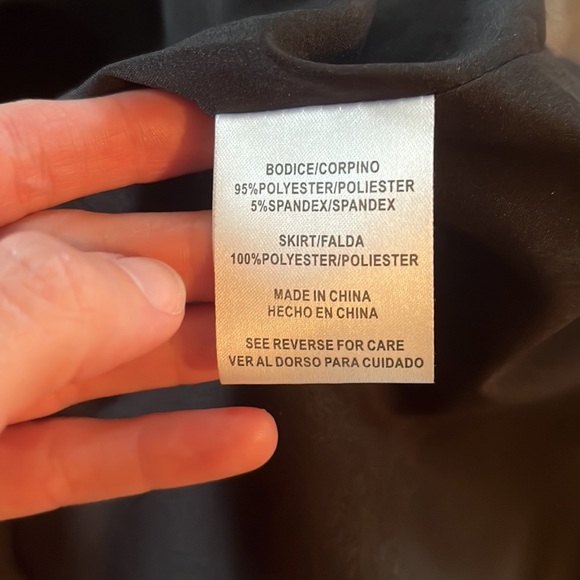 BODICE/CORPINO
95%POLYESTER/POLIESTER
5%SPANDEX/SPANDEX
SKIRT/FALDA
100%POLYESTER/POLIESTER
MADE IN CHINA
HECHO EN CHINA
SEE REVERSE FOR CARE
VER AL DORSO PARA CUIDADO